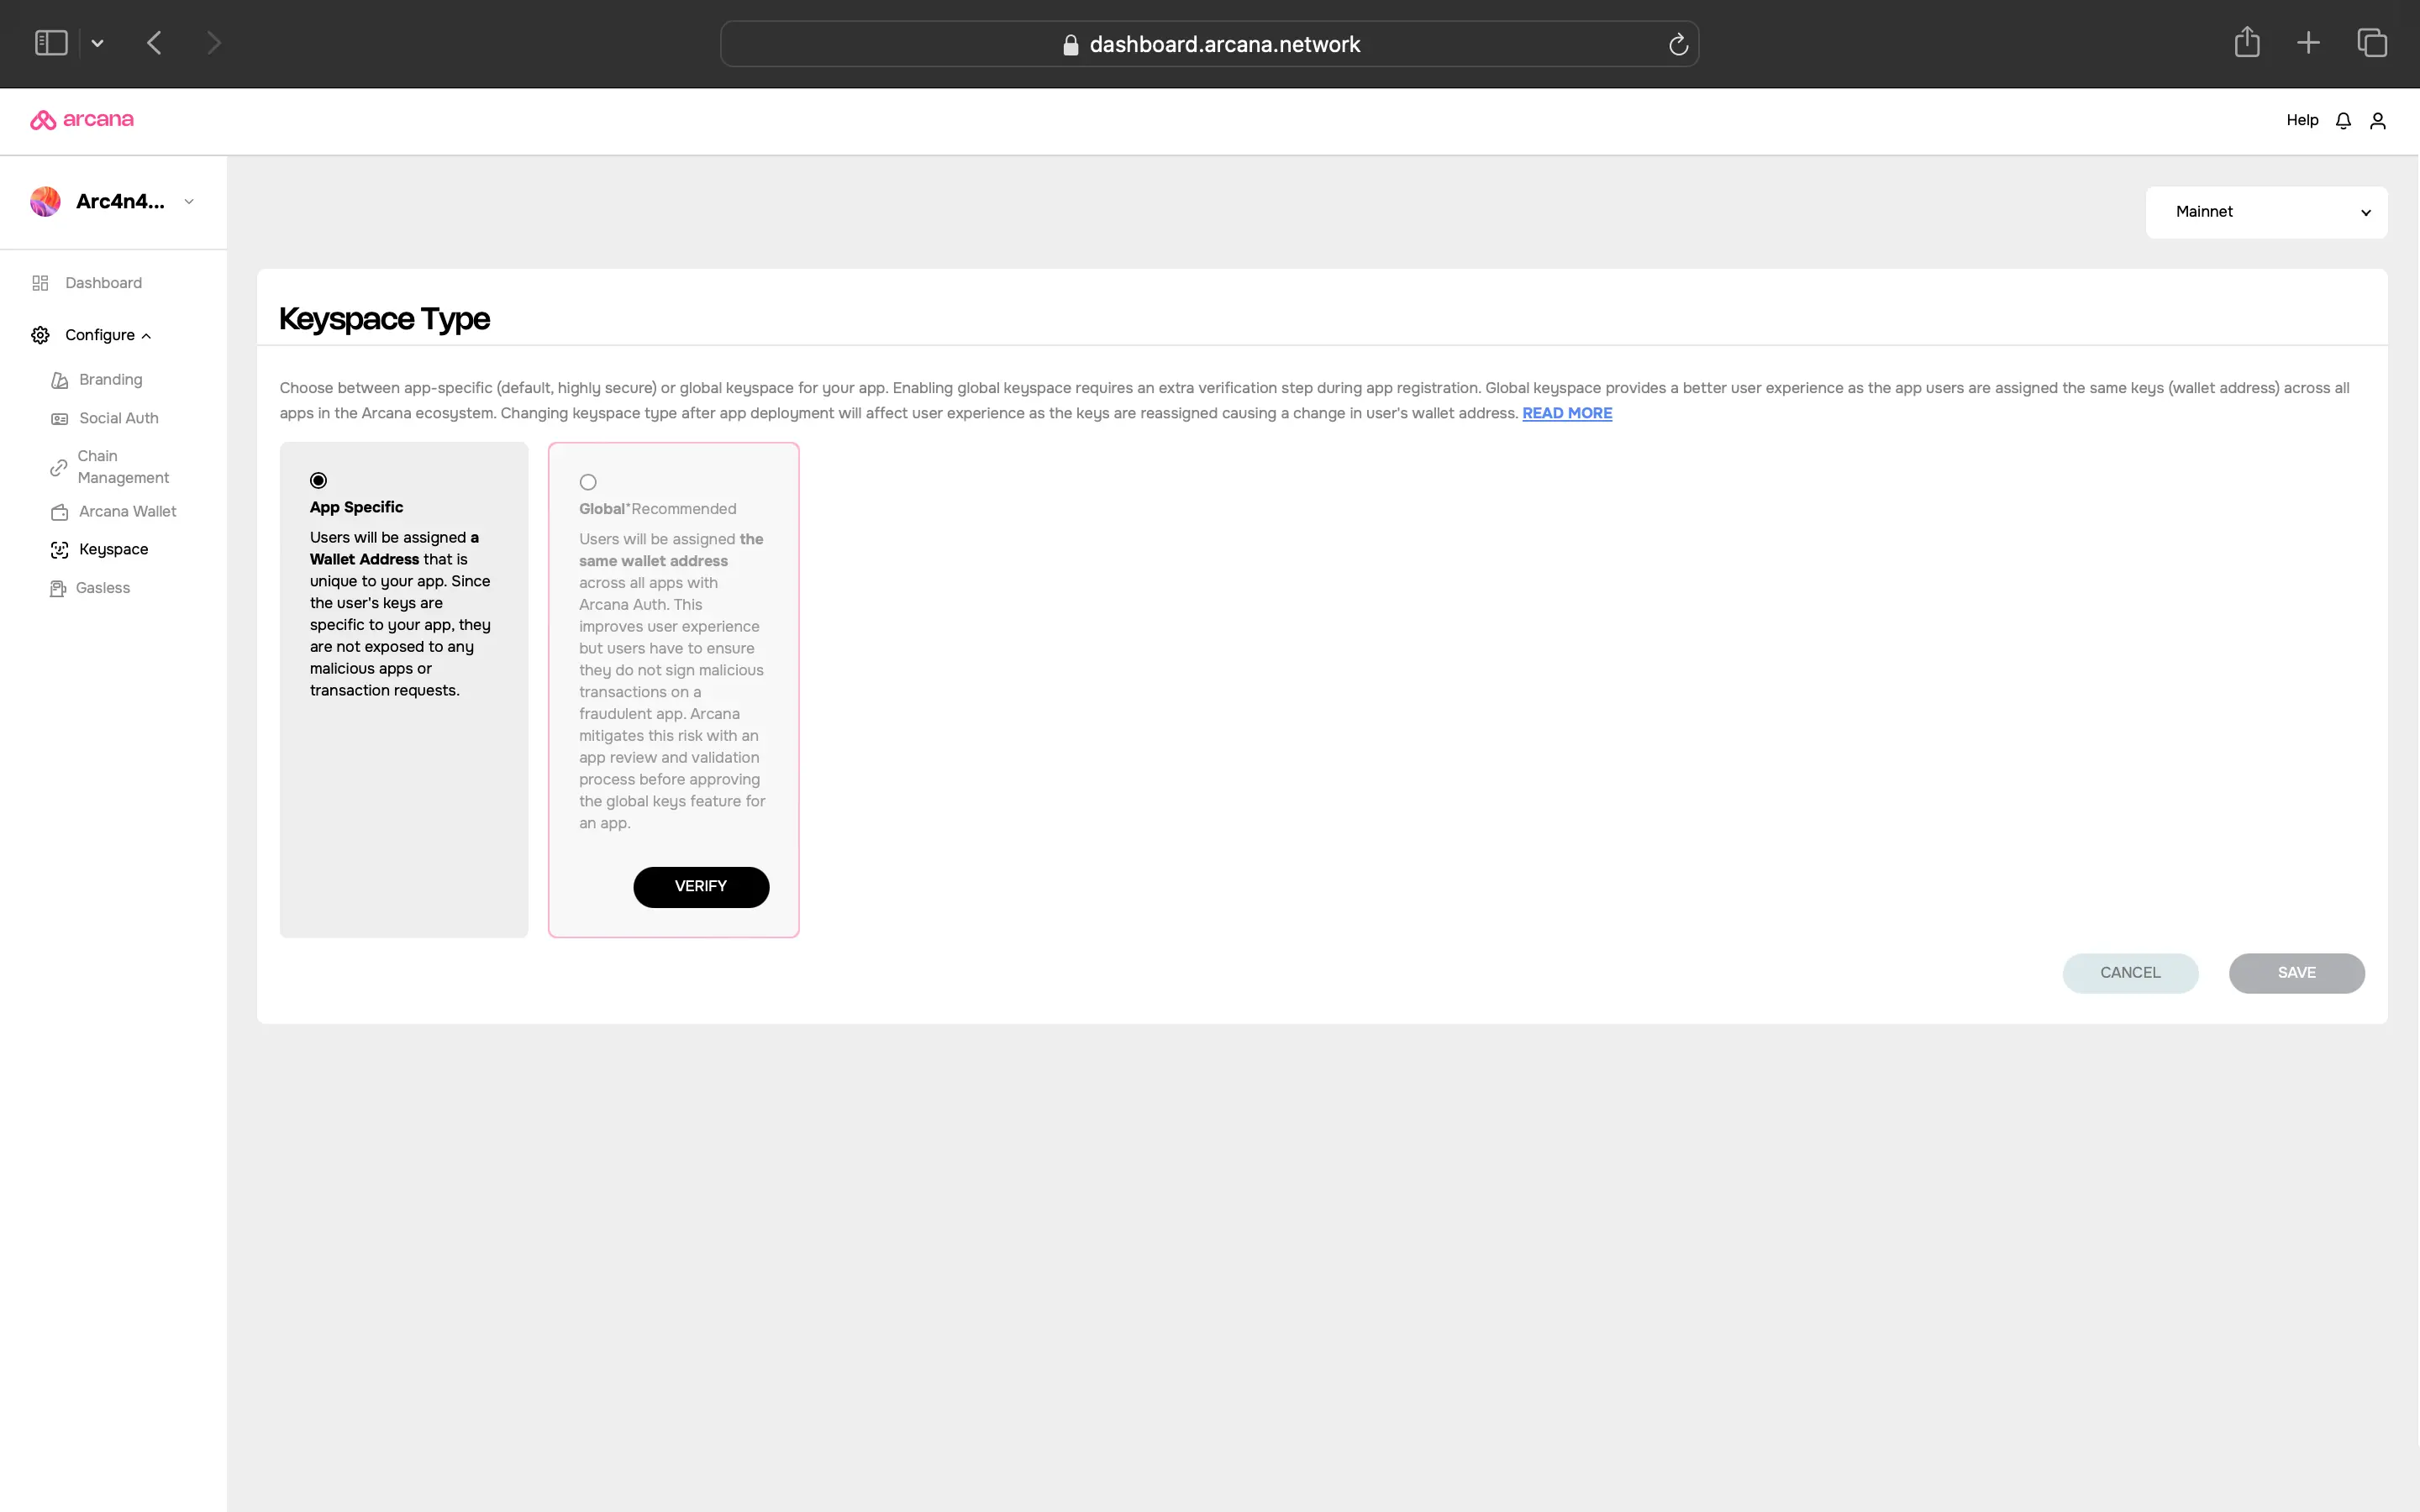 dashboard.arcana.network
arcana
Help
Arc4n4...
Mainnet
Dashboard
Configure
Branding
Social Auth
Chain
Management
Arcana Wallet
Keyspace
Gasless
Keyspace Type
Choose between app-specific (default, highly secure) or global keyspace for your app. Enabling global keyspace requires an extra verification step during app registration. Global keyspace provides a better user experience as the app users are assigned the same keys (wallet address) across all
apps in the Arcana ecosystem. Changing keyspace type after app deployment will affect user experience as the keys are reassigned causing a change in user's wallet address. READ MORE
App Specific
Users will be assigned a
Wallet Address that is
unique to your app. Since
the user's keys are
specific to your app, they
are not exposed to any
malicious apps or
transaction requests.
Global*Recommended
Users will be assigned the
same wallet address
across all apps with
Arcana Auth. This
improves user experience
but users have to ensure
they do not sign malicious
transactions on a
fraudulent app. Arcana
mitigates this risk with an
app review and validation
process before approving
the global keys feature for
an app.
VERIFY
CANCEL
SAVE